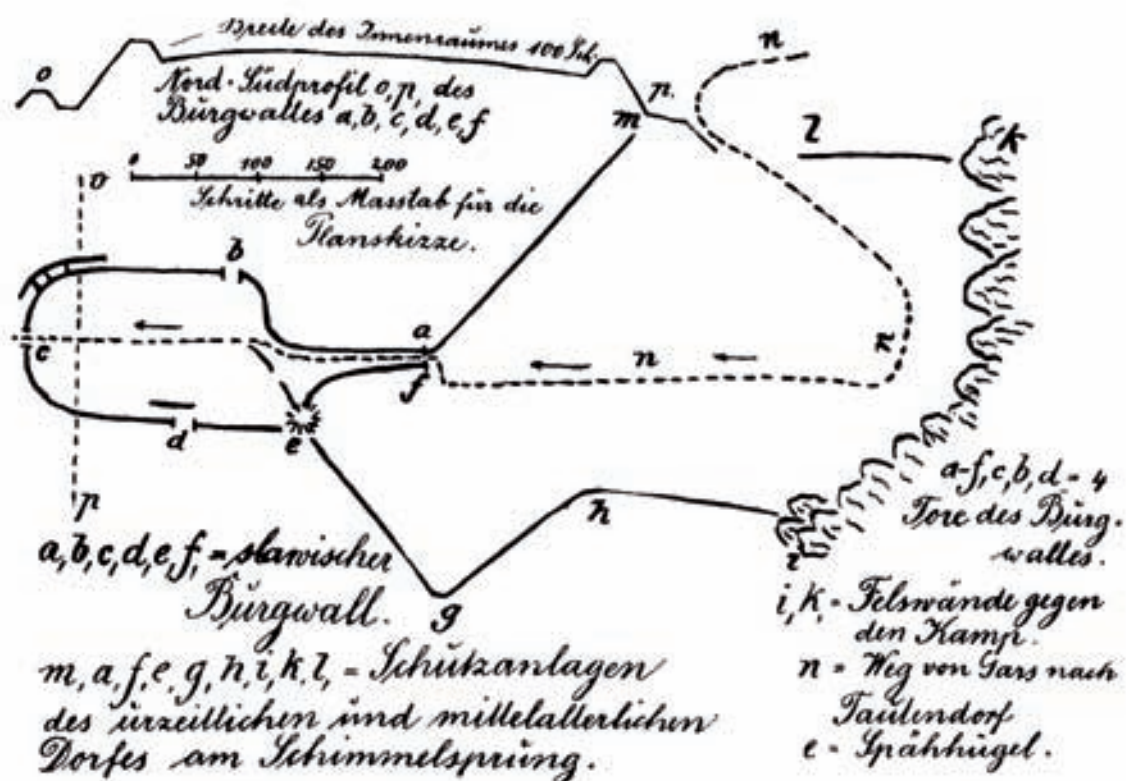 Breite des Innenraumes 100 Sch.
n
o
Nord-Südprofil o, p, des
Burgwalles a, b, c, d, e, f
p.
m
l
k
0 50 100 150 200
Schritte als Masstab für die
Planskizze.
o
b
a
c
n
n
f
d
e
p
h
a-f, c, b, d = 4
Tore des Burg-
walles.
i
g
a, b, c, d, e, f, = slawischer
Burgwall.
i, k, = Felswände gegen
den Kamp.
n = Weg von Gars nach
Tautendorf
e = Spähhügel.
m, a, f, e, g, h, i, k, l, = Schutzanlagen
des urzeitlichen und mittelalterlichen
Dorfes am Schimmelsprung.